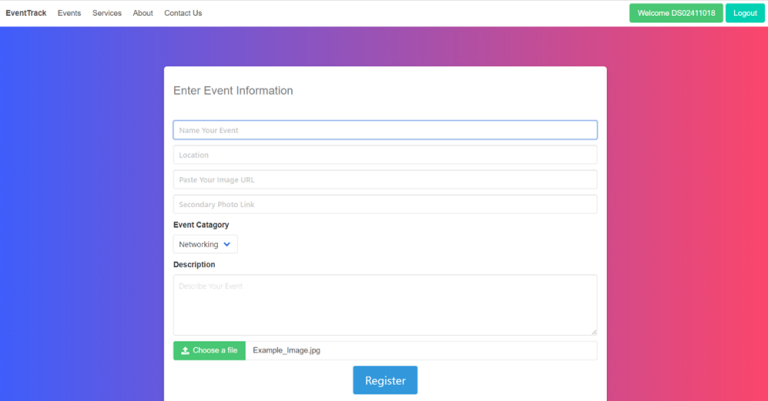 EventTrack Events Services About Contact Us Welcome DS02411018 Logout
Enter Event Information
Name Your Event
Location
Paste Your Image URL
Secondary Photo Link
Event Catagory
Networking
Description
Describe Your Event
Choose a file Example_Image.jpg
Register